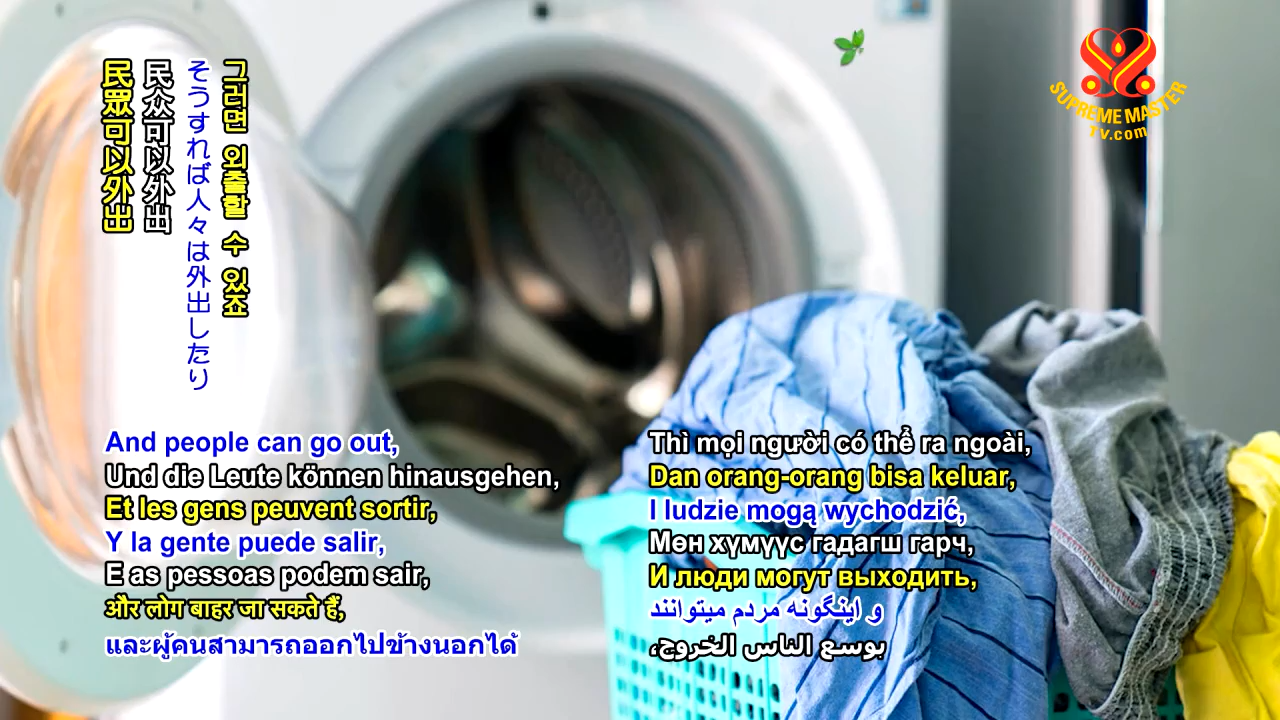 民眾可以外出
民众可以外出
そうすれば人々は外出したり
그러면 외출할 수 있죠
SUPREME MASTER
TV.com
And people can go out,
Und die Leute können hinausgehen,
Et les gens peuvent sortir,
Y la gente puede salir,
E as pessoas podem sair,
और लोग बाहर जा सकते हैं,
และผู้คนสามารถออกไปข้างนอกได้
Thì mọi người có thể ra ngoài,
Dan orang-orang bisa keluar,
I ludzie mogą wychodzić,
Мөн хүмүүс гадагш гарч,
И люди могут выходить,
و اینگونه مردم میتوانند
بوسع الناس الخروج،